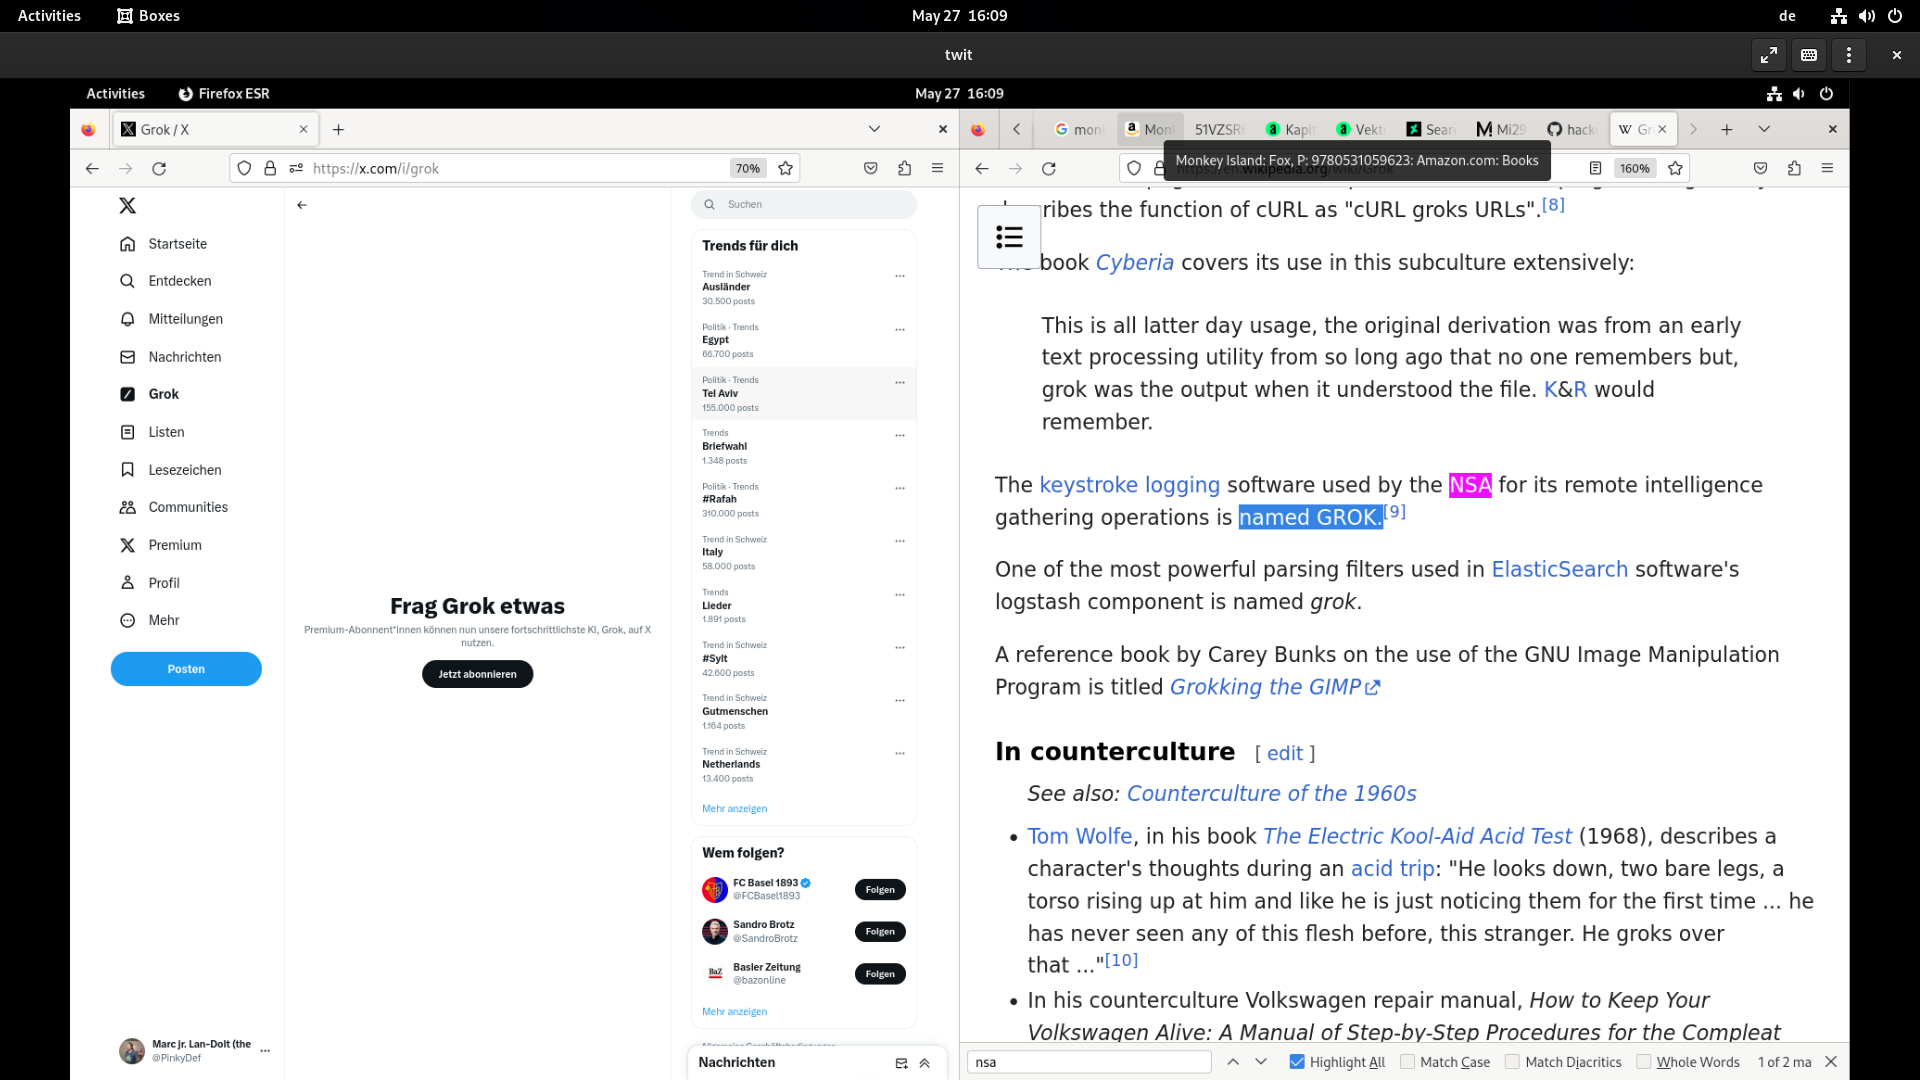 Activities Boxes May 27 16:09 de
twit
Activities Firefox ESR May 27 16:09
Grok / X
https://x.com/i/grok 70%
X
Startseite
Entdecken
Mitteilungen
Nachrichten
Grok
Listen
Lesezeichen
Communities
Premium
Profil
Mehr
Posten
Marc jr. Lan-Dolt (the
@PinkyDef
Frag Grok etwas
Premium-Abonnent*innen können nun unsere fortschrittlichste KI, Grok, auf X
nutzen.
Jetzt abonnieren
Suchen
Trends für dich
Trend in Schweiz
Ausländer
30.500 posts
Politik · Trends
Egypt
66.700 posts
Politik · Trends
Tel Aviv
155.000 posts
Trends
Briefwahl
1.348 posts
Politik · Trends
#Rafah
310.000 posts
Trend in Schweiz
Italy
58.000 posts
Trends
Lieder
1.891 posts
Trend in Schweiz
#Sylt
42.600 posts
Trend in Schweiz
Gutmenschen
1.164 posts
Trend in Schweiz
Netherlands
13.400 posts
Mehr anzeigen
Wem folgen?
FC Basel 1893
@FCBasel1893
Folgen
Sandro Brotz
@SandroBrotz
Folgen
BaZ
Basler Zeitung
@bazonline
Folgen
Mehr anzeigen
Nachrichten
mon Mon 51VZSR Kapi Vekt Sear Mi29 hack Gr
Monkey Island: Fox, P: 9780531059623: Amazon.com: Books
https://en.wikipedia.org/wiki/Grok 160%
ribes the function of cURL as "cURL groks URLs".[8]
book Cyberia covers its use in this subculture extensively:
This is all latter day usage, the original derivation was from an early
text processing utility from so long ago that no one remembers but,
grok was the output when it understood the file. K&R would
remember.
The keystroke logging software used by the NSA for its remote intelligence
gathering operations is named GROK.[9]
One of the most powerful parsing filters used in ElasticSearch software's
logstash component is named grok.
A reference book by Carey Bunks on the use of the GNU Image Manipulation
Program is titled Grokking the GIMP
In counterculture [ edit ]
See also: Counterculture of the 1960s
• Tom Wolfe, in his book The Electric Kool-Aid Acid Test (1968), describes a
character's thoughts during an acid trip: "He looks down, two bare legs, a
torso rising up at him and like he is just noticing them for the first time ... he
has never seen any of this flesh before, this stranger. He groks over
that ..."[10]
• In his counterculture Volkswagen repair manual, How to Keep Your
Volkswagen Alive: A Manual of Step-by-Step Procedures for the Compleat
nsa Highlight All Match Case Match Diacritics Whole Words 1 of 2 ma